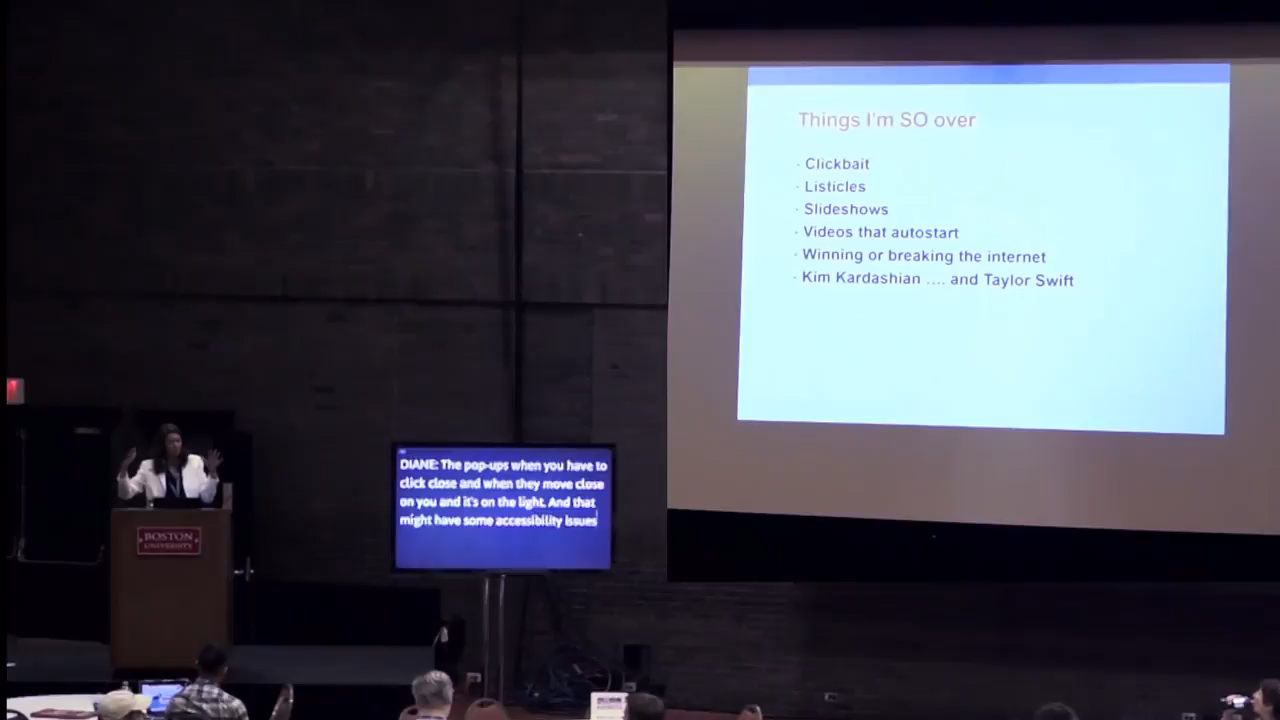 Things I'm SO over
- Clickbait
- Listicles
- Slideshows
- Videos that autostart
- Winning or breaking the internet
- Kim Kardashian .... and Taylor Swift
DIANE: The pop-ups when you have to
click close and when they move close
on you and it's on the light. And that
might have some accessibility issues
BOSTON
UNIVERSITY